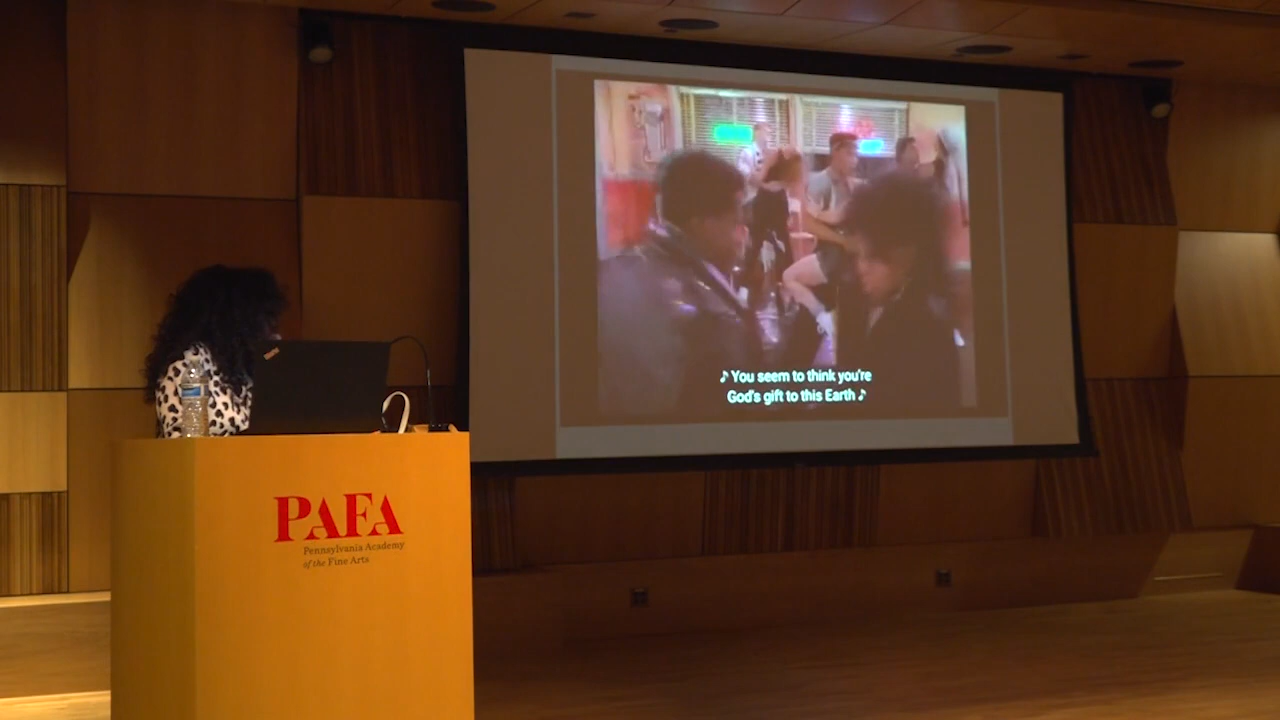 ♪ You seem to think you're
God's gift to this Earth ♪
PAFA
Pennsylvania Academy
of the Fine Arts